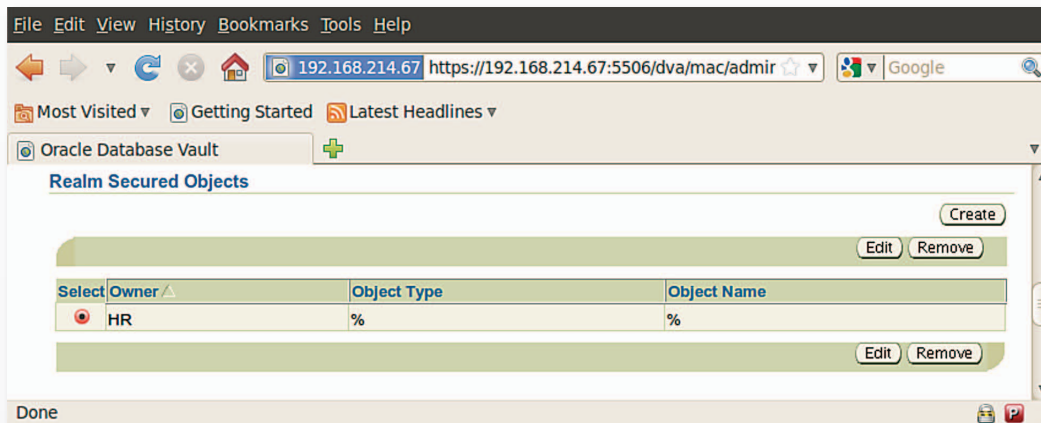 File Edit View History Bookmarks Tools Help
192.168.214.67 https://192.168.214.67:5506/dva/mac/admir Google
Most Visited Getting Started Latest Headlines
Oracle Database Vault
Realm Secured Objects
Create
Edit Remove
Select Owner Object Type Object Name
HR % %
Edit Remove
Done